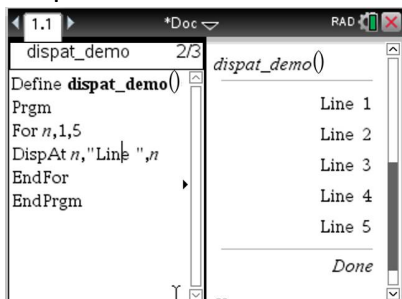 1.1 *Doc RAD
dispat_demo 2/3
Define dispat_demo()
Prgm
For n,1,5
DispAt n,"Line ",n
EndFor
EndPrgm
dispat_demo()
Line 1
Line 2
Line 3
Line 4
Line 5
Done